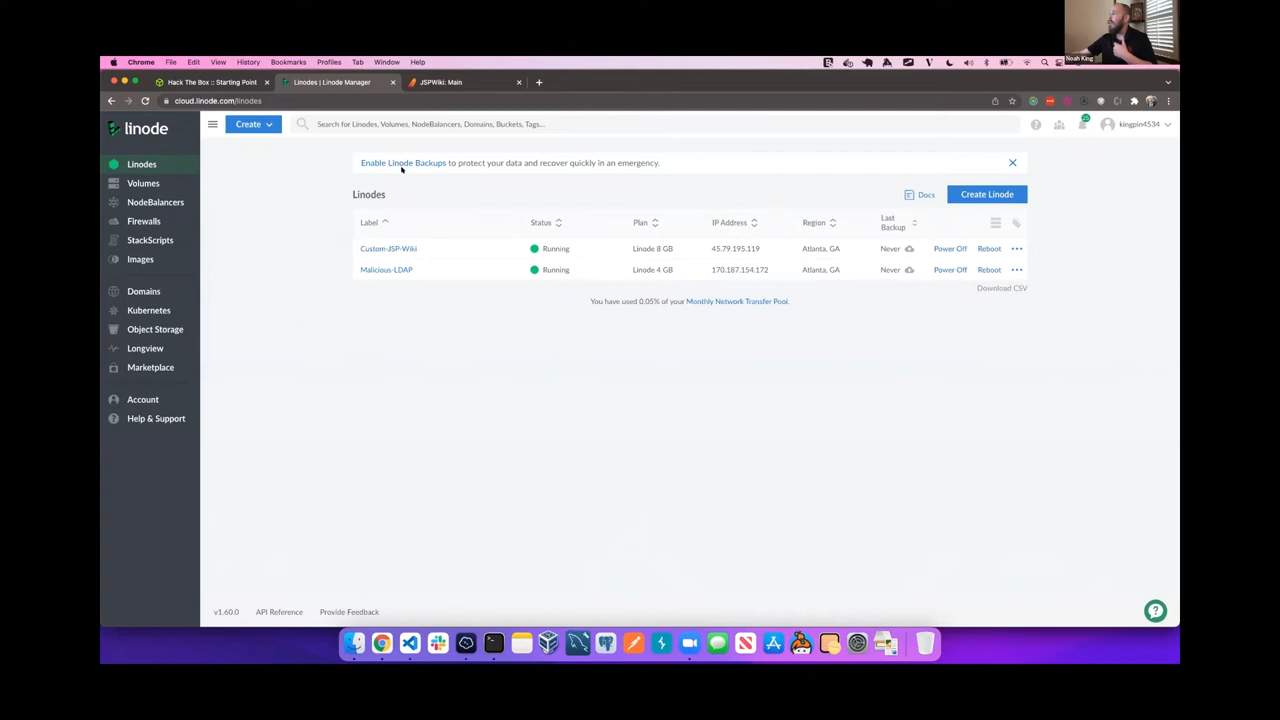 Noah King
Chrome File Edit View History Bookmarks Profiles Tab Window Help
Hack The Box :: Starting Point
Linodes | Linode Manager
JSPWiki: Main
cloud.linode.com/linodes
linode
Create
Search for Linodes, Volumes, NodeBalancers, Domains, Buckets, Tags...
kingpin4534
Linodes
Volumes
NodeBalancers
Firewalls
StackScripts
Images
Domains
Kubernetes
Object Storage
Longview
Marketplace
Account
Help & Support
Enable Linode Backups to protect your data and recover quickly in an emergency.
Linodes
Docs
Create Linode
Label Status Plan IP Address Region Last Backup
Custom-JSP-Wiki Running Linode 8 GB 45.79.195.119 Atlanta, GA Never Power Off Reboot ...
Malicious-LDAP Running Linode 4 GB 170.187.154.172 Atlanta, GA Never Power Off Reboot ...
Download CSV
You have used 0.05% of your Monthly Network Transfer Pool.
v1.60.0 API Reference Provide Feedback